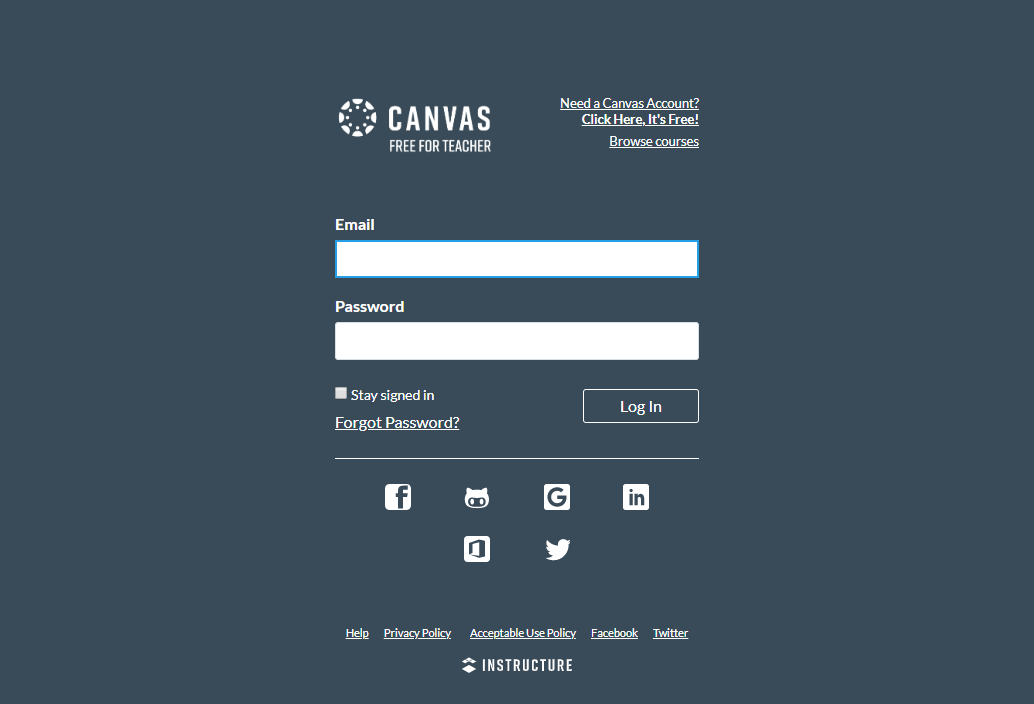 CANVAS
FREE FOR TEACHER
Need a Canvas Account?
Click Here, It's Free!
Browse courses
Email
Password
Stay signed in
Log In
Forgot Password?
Help Privacy Policy Acceptable Use Policy Facebook Twitter
INSTRUCTURE